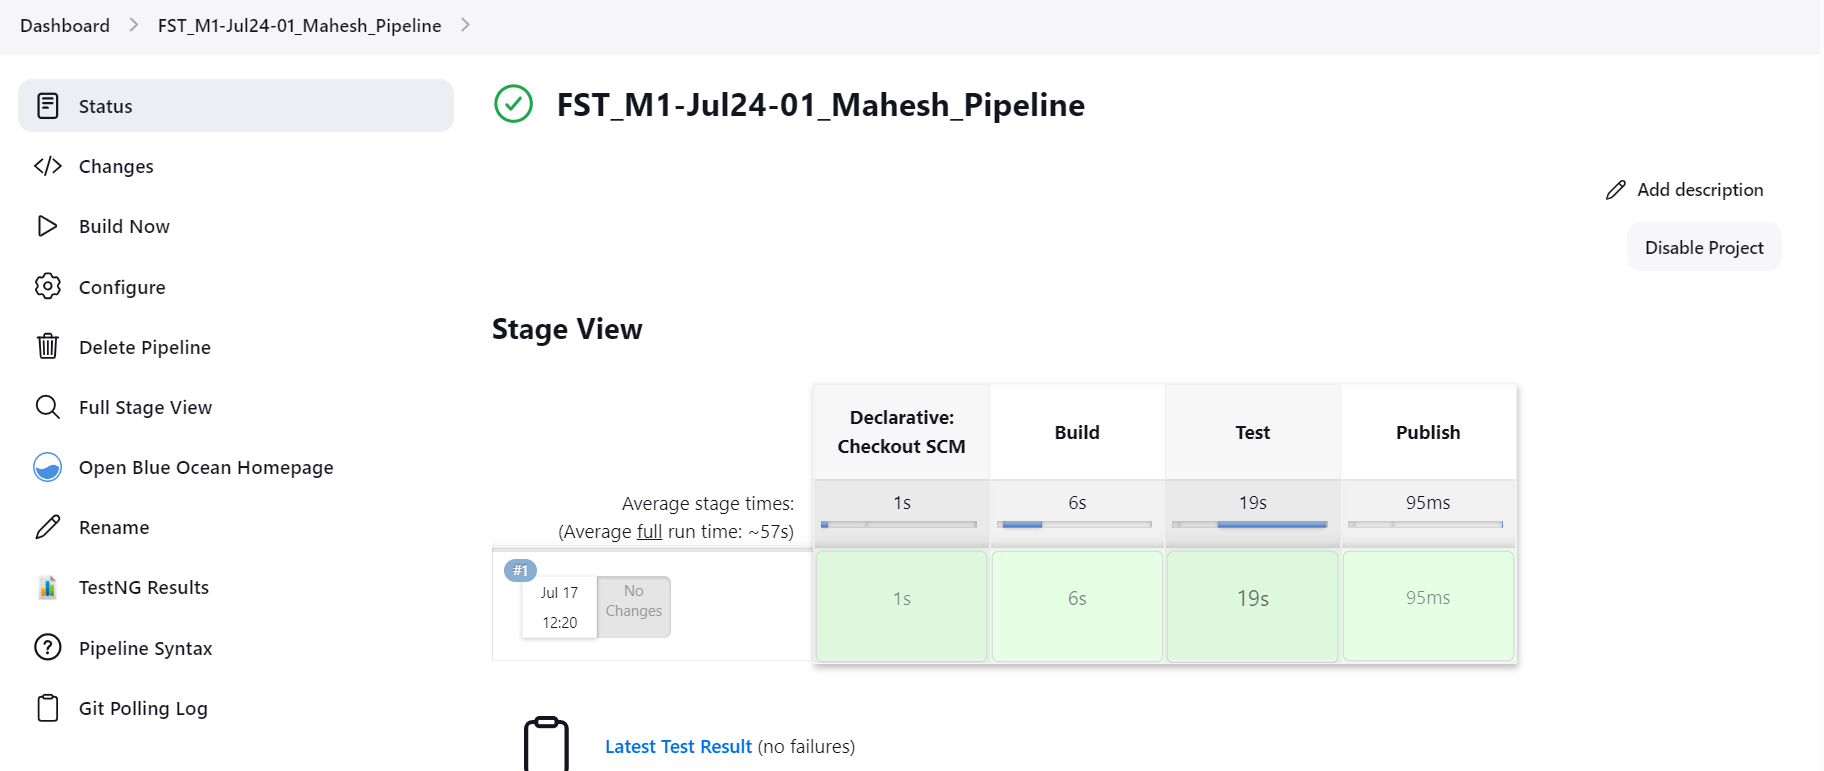 Dashboard
FST_M1-Jul24-01_Mahesh_Pipeline
Status
Changes
Build Now
Configure
Delete Pipeline
Full Stage View
Open Blue Ocean Homepage
Rename
TestNG Results
Pipeline Syntax
Git Polling Log
FST_M1-Jul24-01_Mahesh_Pipeline
Add description
Disable Project
Stage View
Declarative:
Checkout SCM
Build
Test
Publish
Average stage times:
(Average full run time: ~57s)
1s
6s
19s
95ms
#1
Jul 17
12:20
No
Changes
1s
6s
19s
95ms
Latest Test Result (no failures)